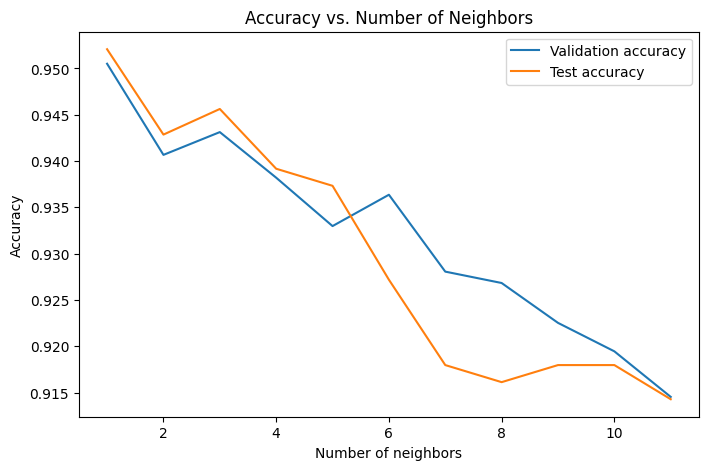 Accuracy vs. Number of Neighbors
Validation accuracy
Test accuracy
0.950
0.945
0.940
0.935
0.930
0.925
0.920
0.915
Accuracy
2 4 6 8 10
Number of neighbors